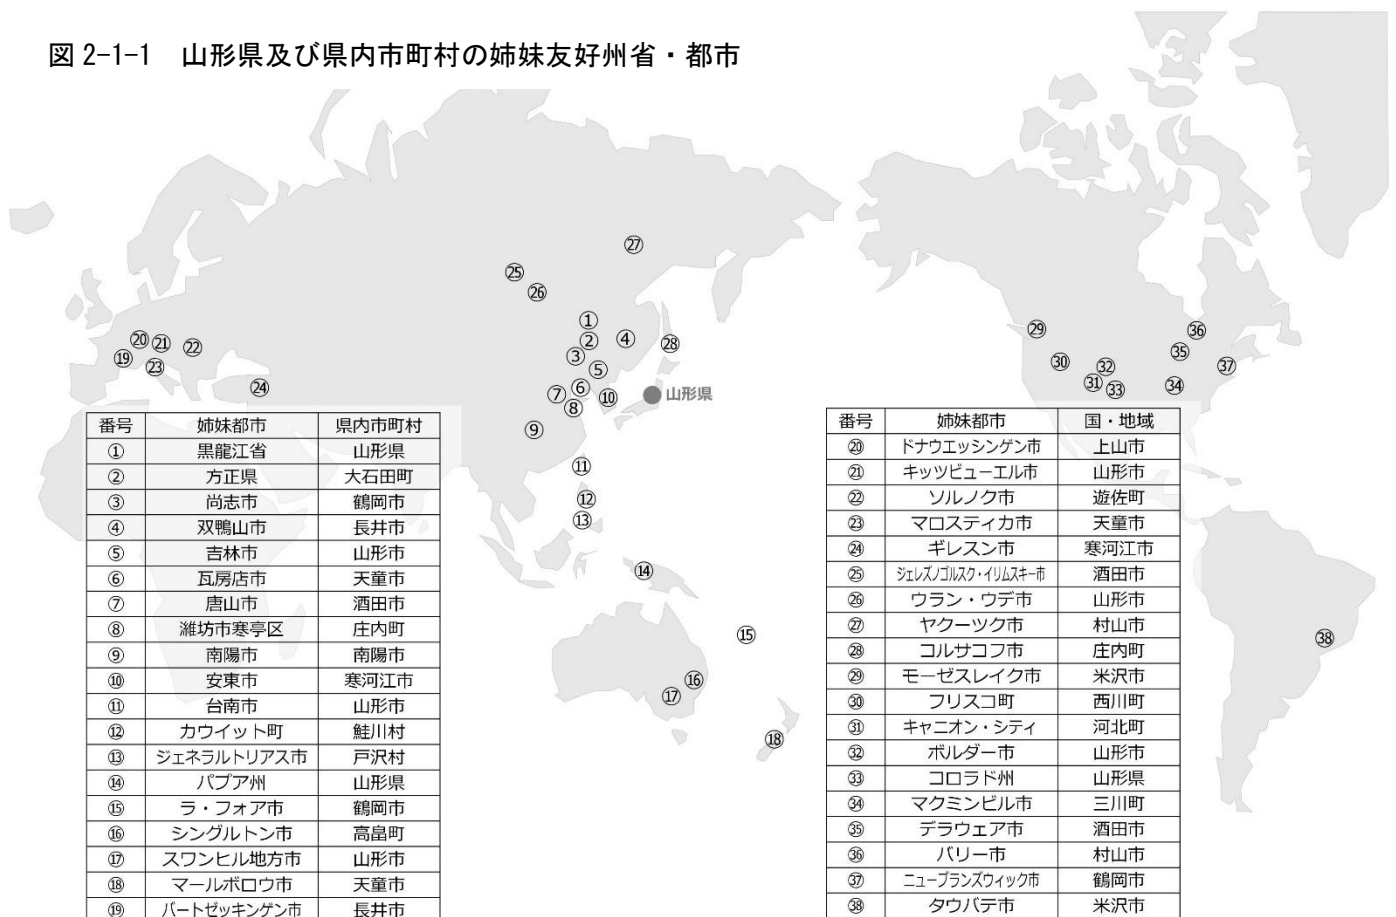 図 2-1-1　山形県及び県内市町村の姉妹友好州省・都市
㉗
㉕
㉖
①
②
③
④
⑤
㉘
⑥
⑦
⑧
⑩
山形県
⑨
⑪
⑫
⑬
⑭
⑮
⑯
⑰
⑱
⑳
㉑
㉒
⑲
㉓
㉔
㉙
㊱
㉟
㉚
㉜
㊲
㉛
㉝
㉞
㊳
番号 姉妹都市 県内市町村
① 黒龍江省 山形県
② 方正県 大石田町
③ 尚志市 鶴岡市
④ 双鴨山市 長井市
⑤ 吉林市 山形市
⑥ 瓦房店市 天童市
⑦ 唐山市 酒田市
⑧ 濰坊市寒亭区 庄内町
⑨ 南陽市 南陽市
⑩ 安東市 寒河江市
⑪ 台南市 山形市
⑫ カウイット町 鮭川村
⑬ ジェネラルトリアス市 戸沢村
⑭ パプア州 山形県
⑮ ラ・フォア市 鶴岡市
⑯ シングルトン市 高畠町
⑰ スワンヒル地方市 山形市
⑱ マールボロウ市 天童市
⑲ バートゼッキンゲン市 長井市
番号 姉妹都市 国・地域
⑳ ドナウエッシンゲン市 上山市
㉑ キッツビューエル市 山形市
㉒ ソルノク市 遊佐町
㉓ マロスティカ市 天童市
㉔ ギレスン市 寒河江市
㉕ ジェレズノゴルスク・イリムスキー市 酒田市
㉖ ウラン・ウデ市 山形市
㉗ ヤクーツク市 村山市
㉘ コルサコフ市 庄内町
㉙ モーゼスレイク市 米沢市
㉚ フリスコ町 西川町
㉛ キャニオン・シティ 河北町
㉜ ボルダー市 山形市
㉝ コロラド州 山形県
㉞ マクミンビル市 三川町
㉟ デラウェア市 酒田市
㊱ バリー市 村山市
㊲ ニューブランズウィック市 鶴岡市
㊳ タウバテ市 米沢市